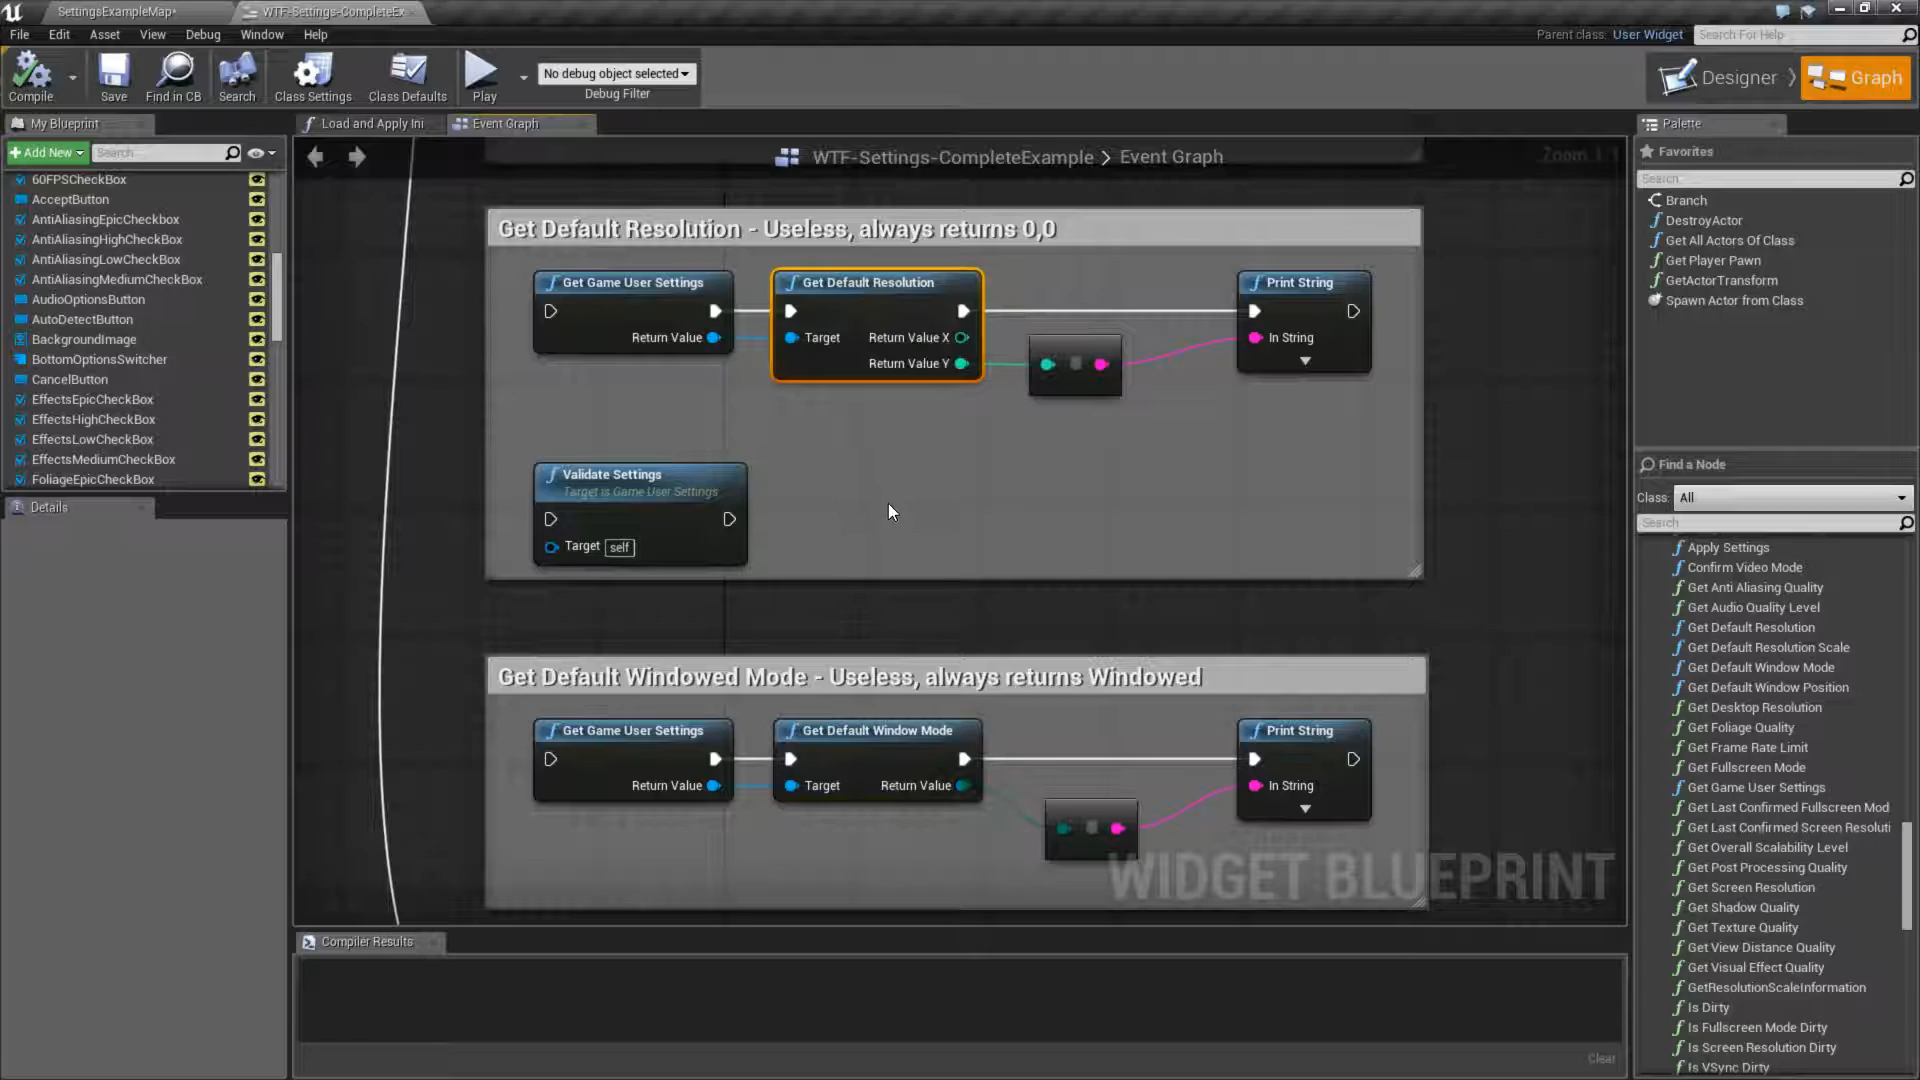 SettingsExampleMap*
WTF-Settings-CompleteEx
File Edit Asset View Debug Window Help
Parent class: User Widget
Search For Help
Compile
Save
Find in CB
Search
Class Settings
Class Defaults
Play
No debug object selected
Debug Filter
Designer
Graph
My Blueprint
Add New
Search
60FPSCheckBox
AcceptButton
AntiAliasingEpicCheckbox
AntiAliasingHighCheckBox
AntiAliasingLowCheckBox
AntiAliasingMediumCheckBox
AudioOptionsButton
AutoDetectButton
BackgroundImage
BottomOptionsSwitcher
CancelButton
EffectsEpicCheckBox
EffectsHighCheckBox
EffectsLowCheckBox
EffectsMediumCheckBox
FoliageEpicCheckBox
Details
Load and Apply Ini
Event Graph
WTF-Settings-CompleteExample > Event Graph
Zoom 1:1
Get Default Resolution - Useless, always returns 0,0
Get Game User Settings
Return Value
Get Default Resolution
Target
Return Value X
Return Value Y
Print String
In String
Validate Settings
Target is Game User Settings
Target self
Get Default Windowed Mode - Useless, always returns Windowed
Get Game User Settings
Return Value
Get Default Window Mode
Target
Return Value
Print String
In String
WIDGET BLUEPRINT
Compiler Results
Clear
Palette
Favorites
Search
Branch
DestroyActor
Get All Actors Of Class
Get Player Pawn
GetActorTransform
Spawn Actor from Class
Find a Node
Class: All
Search
Apply Settings
Confirm Video Mode
Get Anti Aliasing Quality
Get Audio Quality Level
Get Default Resolution
Get Default Resolution Scale
Get Default Window Mode
Get Default Window Position
Get Desktop Resolution
Get Foliage Quality
Get Frame Rate Limit
Get Fullscreen Mode
Get Game User Settings
Get Last Confirmed Fullscreen Mod
Get Last Confirmed Screen Resoluti
Get Overall Scalability Level
Get Post Processing Quality
Get Screen Resolution
Get Shadow Quality
Get Texture Quality
Get View Distance Quality
Get Visual Effect Quality
GetResolutionScaleInformation
Is Dirty
Is Fullscreen Mode Dirty
Is Screen Resolution Dirty
Is VSync Dirty